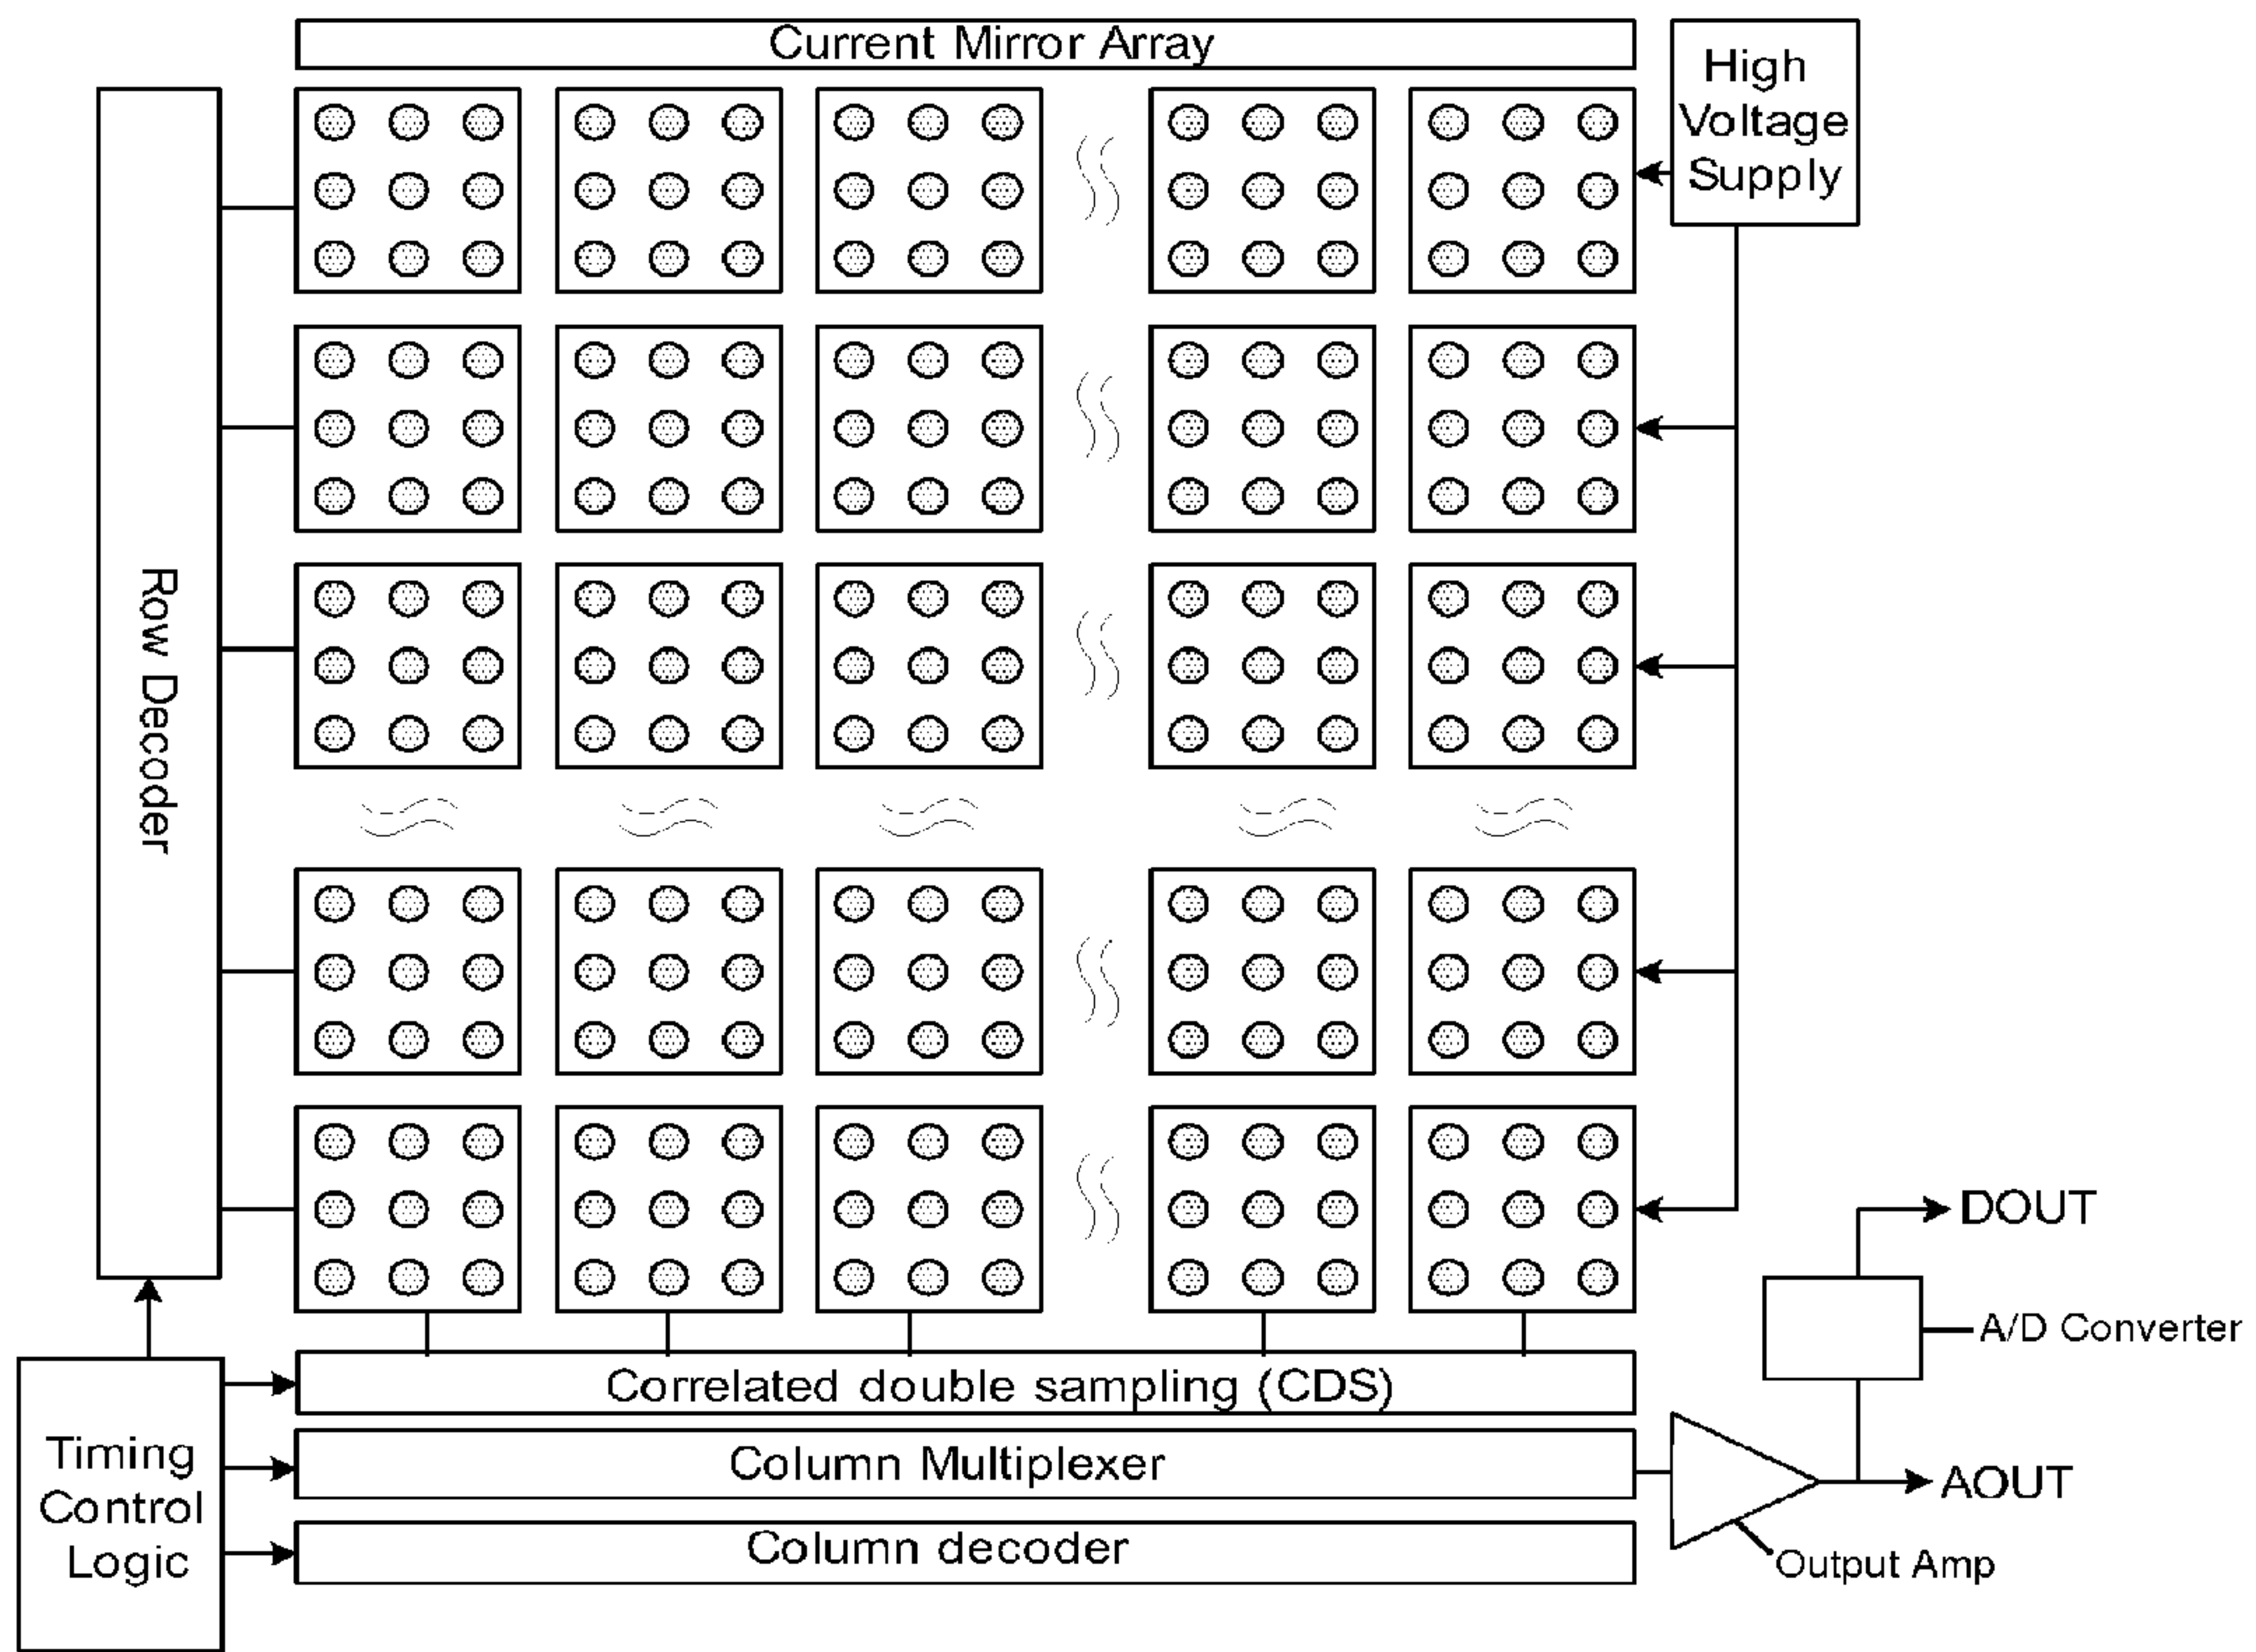 Current Mirror Array
High
Voltage
Supply
Row Decoder
DOUT
A/D Converter
Correlated double sampling (CDS)
Timing
Control
Logic
Column Multiplexer
AOUT
Column decoder
Output Amp